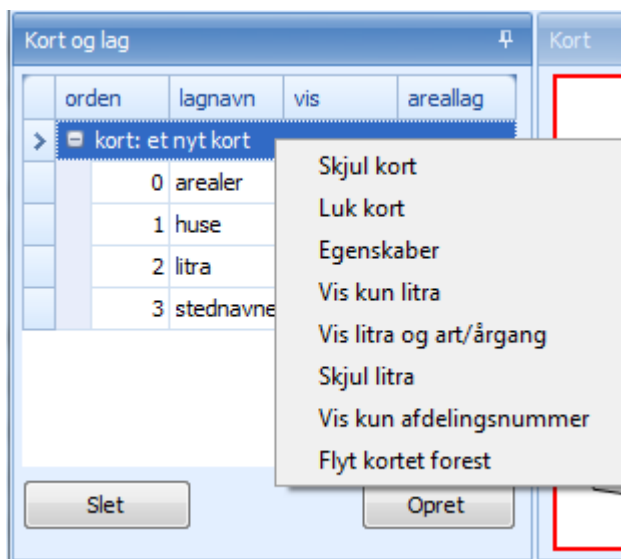 Kort og lag
Kort
orden lagnavn vis areallag
kort: et nyt kort
0 arealer
1 huse
2 litra
3 stednavne
Skjul kort
Luk kort
Egenskaber
Vis kun litra
Vis litra og art/årgang
Skjul litra
Vis kun afdelingsnummer
Flyt kortet forest
Slet Opret